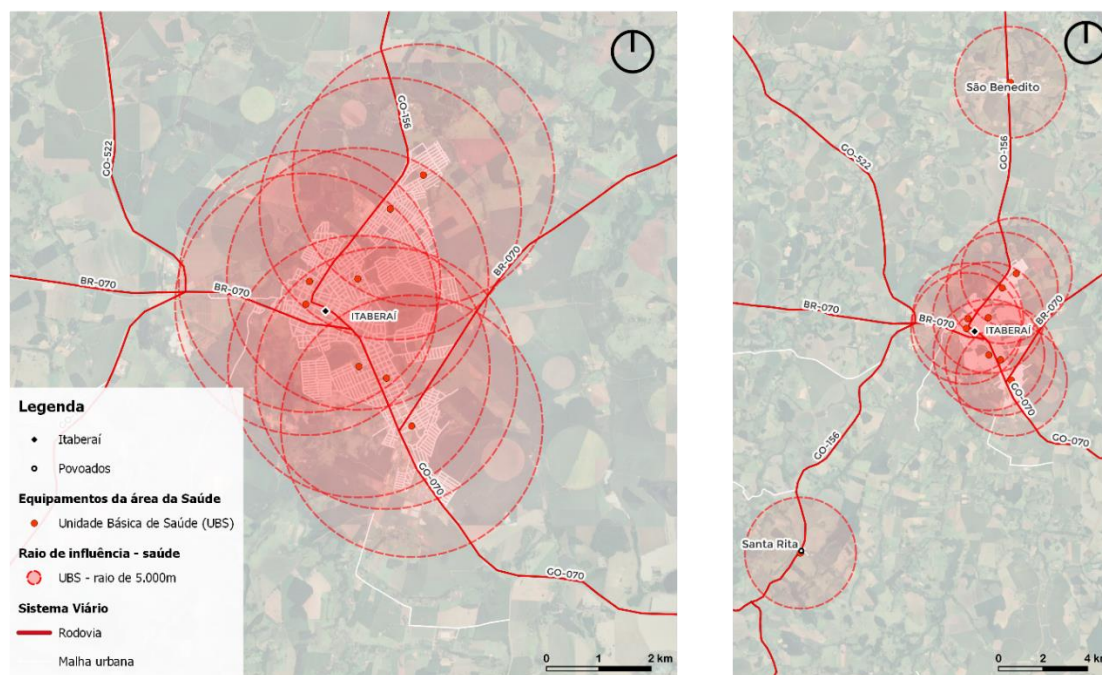 GO-156
GO-522
BR-070
BR-070
BR-070
ITABERAÍ
GO-070
GO-070
Legenda
Itaberaí
Povoados
Equipamentos da área da Saúde
Unidade Básica de Saúde (UBS)
Raio de influência - saúde
UBS - raio de 5.000m
Sistema Viário
Rodovia
Malha urbana
0 1 2 km
São Benedito
GO-156
GO-522
BR-070
BR-070
BR-070
ITABERAÍ
GO-070
GO-070
GO-156
Santa Rita
0 2 4 km